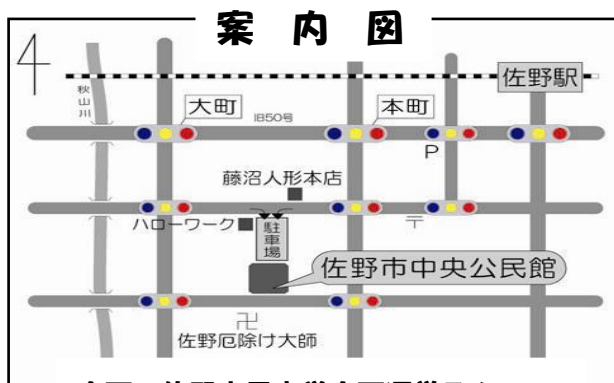 案内図
佐野駅
秋山川
大町
旧50号
本町
P
藤沼人形本店
ハローワーク
駐車場
〒
佐野市中央公民館
卍
佐野厄除け大師